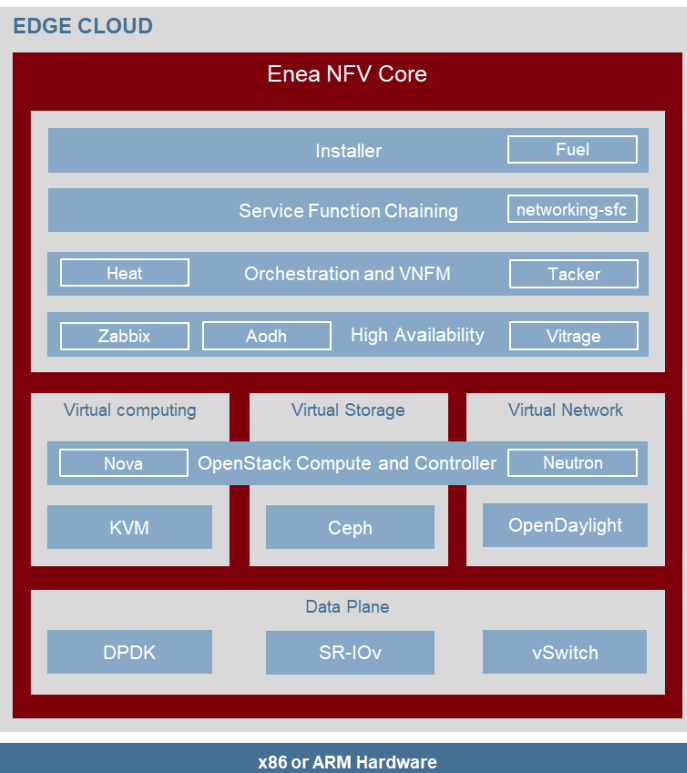 EDGE CLOUD
Enea NFV Core
Installer
Fuel
Service Function Chaining
networking-sfc
Heat
Orchestration and VNFM
Tacker
Zabbix
Aodh
High Availability
Vitrage
Virtual computing
Virtual Storage
Virtual Network
Nova
OpenStack Compute and Controller
Neutron
KVM
Ceph
OpenDaylight
Data Plane
DPDK
SR-IOv
vSwitch
x86 or ARM Hardware